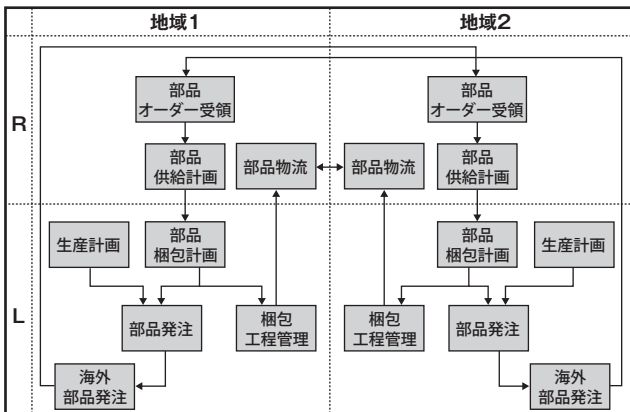 地域1
地域2
R
部品
オーダー受領
部品
オーダー受領
部品
供給計画
部品物流
部品物流
部品
供給計画
L
生産計画
部品
梱包計画
部品
梱包計画
生産計画
部品発注
梱包
工程管理
梱包
工程管理
部品発注
海外
部品発注
海外
部品発注